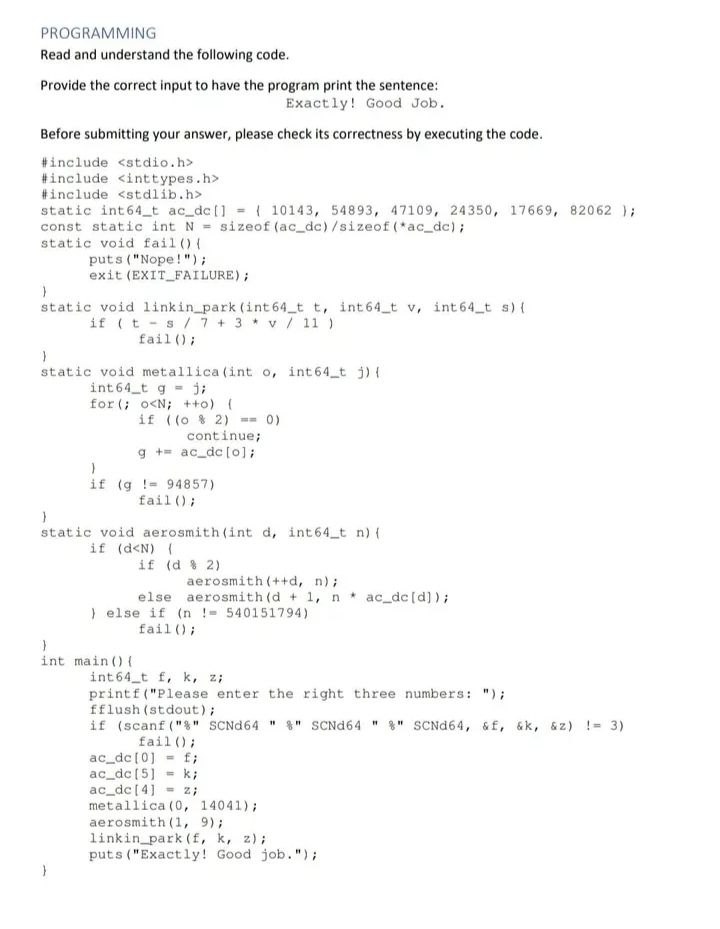 PROGRAMMING
Read and understand the following code.
Provide the correct input to have the program print the sentence:
Exactly! Good Job.
Before submitting your answer, please check its correctness by executing the code.
#include <stdio.h>
#include <inttypes.h>
#include <stdlib.h>
static int64_t ac_dc[] = { 10143, 54893, 47109, 24350, 17669, 82062 };
const static int N = sizeof(ac_dc)/sizeof(*ac_dc);
static void fail(){
puts("Nope!");
exit(EXIT_FAILURE);
}
static void linkin_park(int64_t t, int64_t v, int64_t s){
if ( t - s / 7 + 3 * v / 11 )
fail();
}
static void metallica(int o, int64_t j){
int64_t g = j;
for(; o<N; ++o) {
if ((o % 2) == 0)
continue;
g += ac_dc[o];
}
if (g != 94857)
fail();
}
static void aerosmith(int d, int64_t n){
if (d<N) {
if (d % 2)
aerosmith(++d, n);
else aerosmith(d + 1, n * ac_dc[d]);
} else if (n != 540151794)
fail();
}
int main(){
int64_t f, k, z;
printf("Please enter the right three numbers: ");
fflush(stdout);
if (scanf("%" SCNd64 " %" SCNd64 " %" SCNd64, &f, &k, &z) != 3)
fail();
ac_dc[0] = f;
ac_dc[5] = k;
ac_dc[4] = z;
metallica(0, 14041);
aerosmith(1, 9);
linkin_park(f, k, z);
puts("Exactly! Good job.");
}